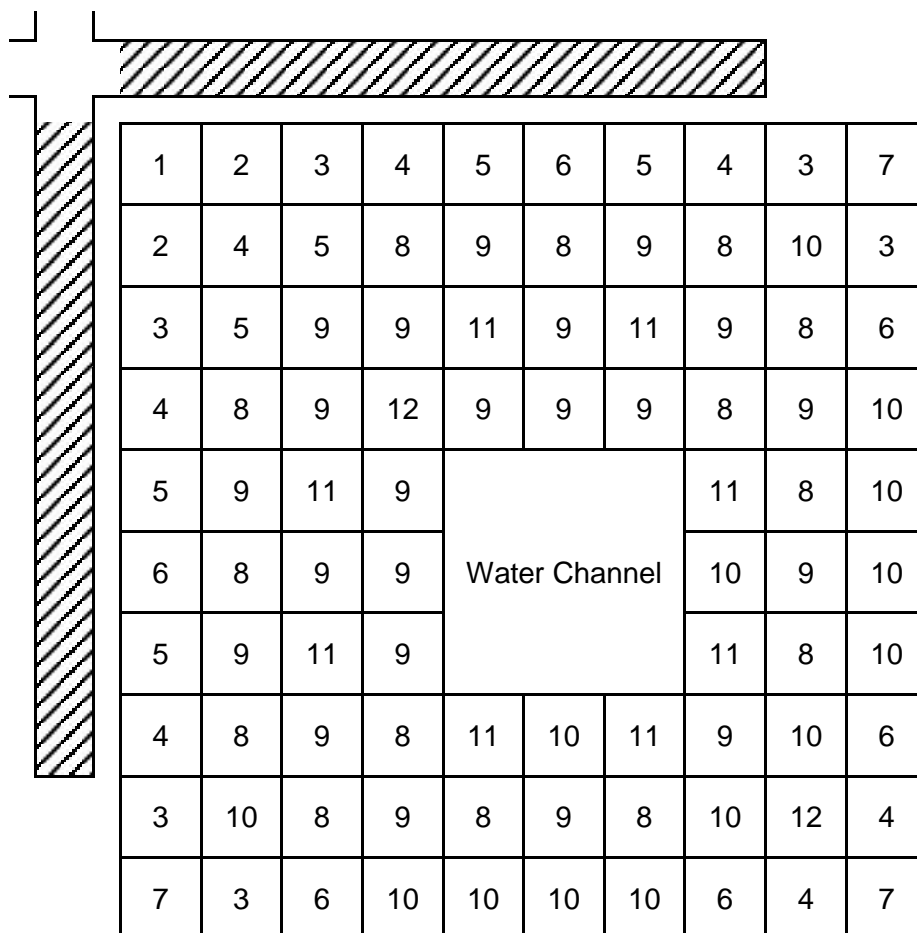 1 2 3 4 5 6 5 4 3 7
2 4 5 8 9 8 9 8 10 3
3 5 9 9 11 9 11 9 8 6
4 8 9 12 9 9 9 8 9 10
5 9 11 9 11 8 10
6 8 9 9 Water Channel 10 9 10
5 9 11 9 11 8 10
4 8 9 8 11 10 11 9 10 6
3 10 8 9 8 9 8 10 12 4
7 3 6 10 10 10 10 6 4 7